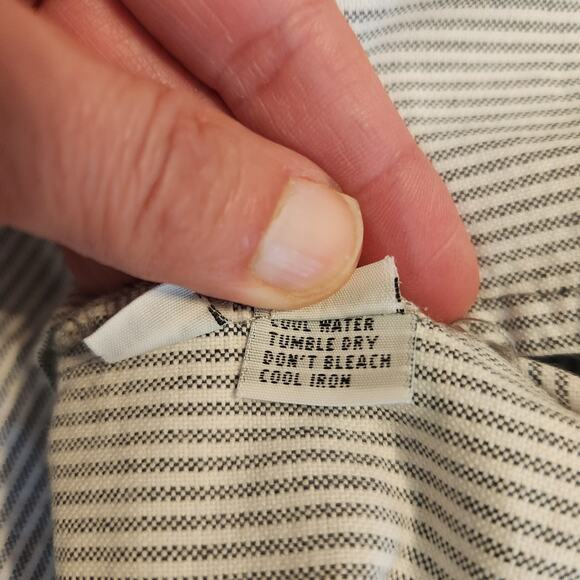 COOL WATER
TUMBLE DRY
DON'T BLEACH
COOL IRON